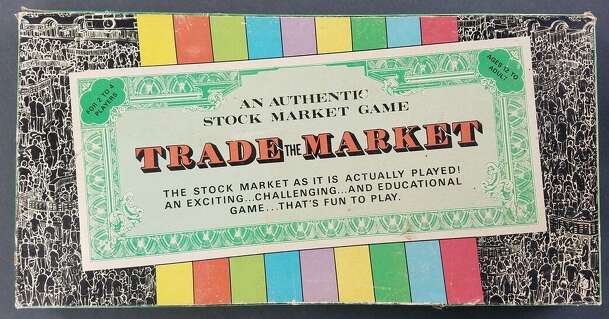 FOR 2 TO 8
PLAYERS
AGES 12 TO
ADULT
AN AUTHENTIC
STOCK MARKET GAME
TRADE THE MARKET
THE STOCK MARKET AS IT IS ACTUALLY PLAYED!
AN EXCITING...CHALLENGING...AND EDUCATIONAL
GAME...THAT'S FUN TO PLAY.